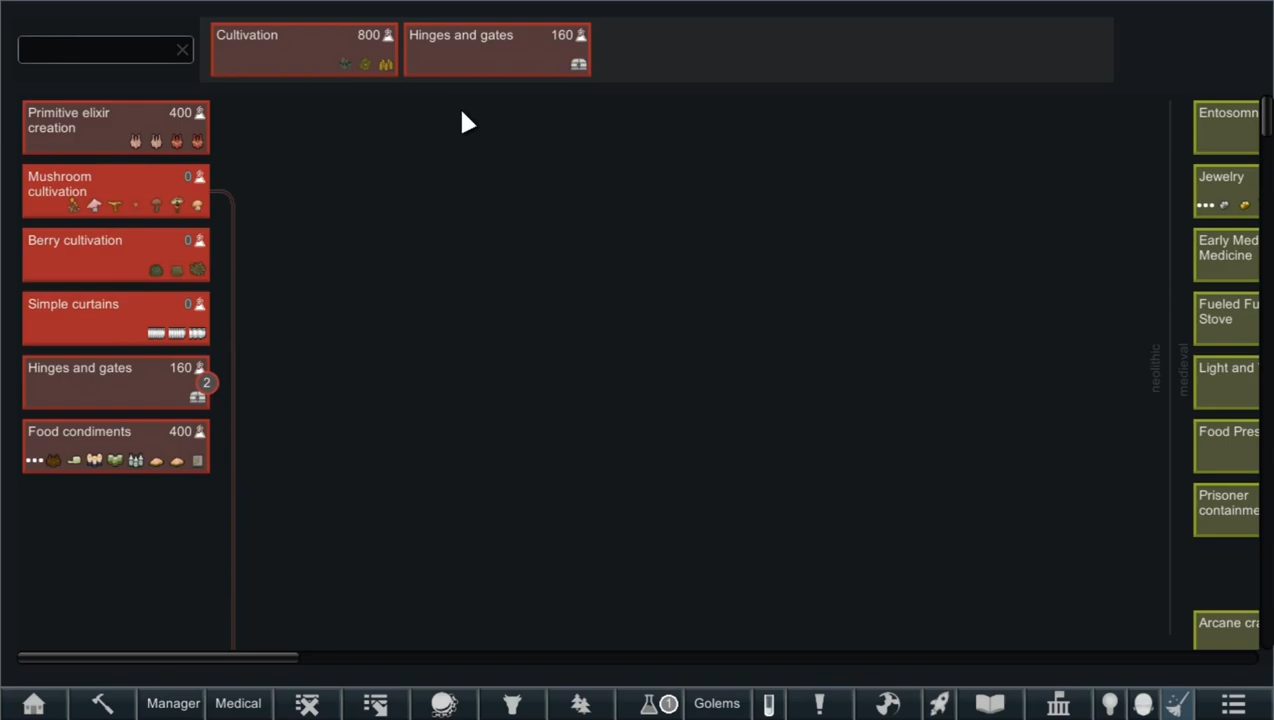 Cultivation 800
Hinges and gates 160
Primitive elixir 400
creation
Mushroom 0
cultivation
Berry cultivation 0
Simple curtains 0
Hinges and gates 160
2
Food condiments 400
neolithic
medieval
Entosomn
Jewelry
Early Med
Medicine
Fueled Fu
Stove
Light and
Food Pres
Prisoner
containme
Arcane cra
Manager
Medical
1
Golems